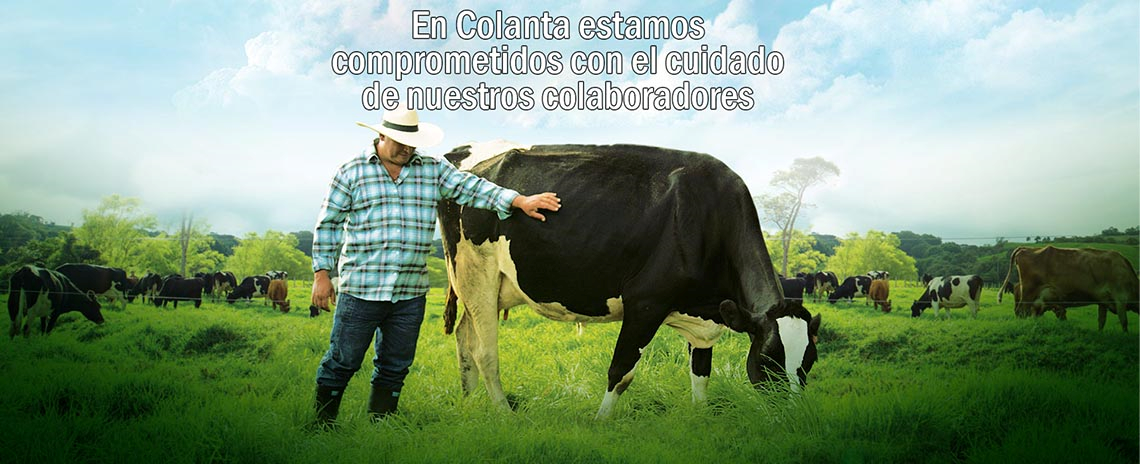 En Colanta estamos
comprometidos con el cuidado
de nuestros colaboradores